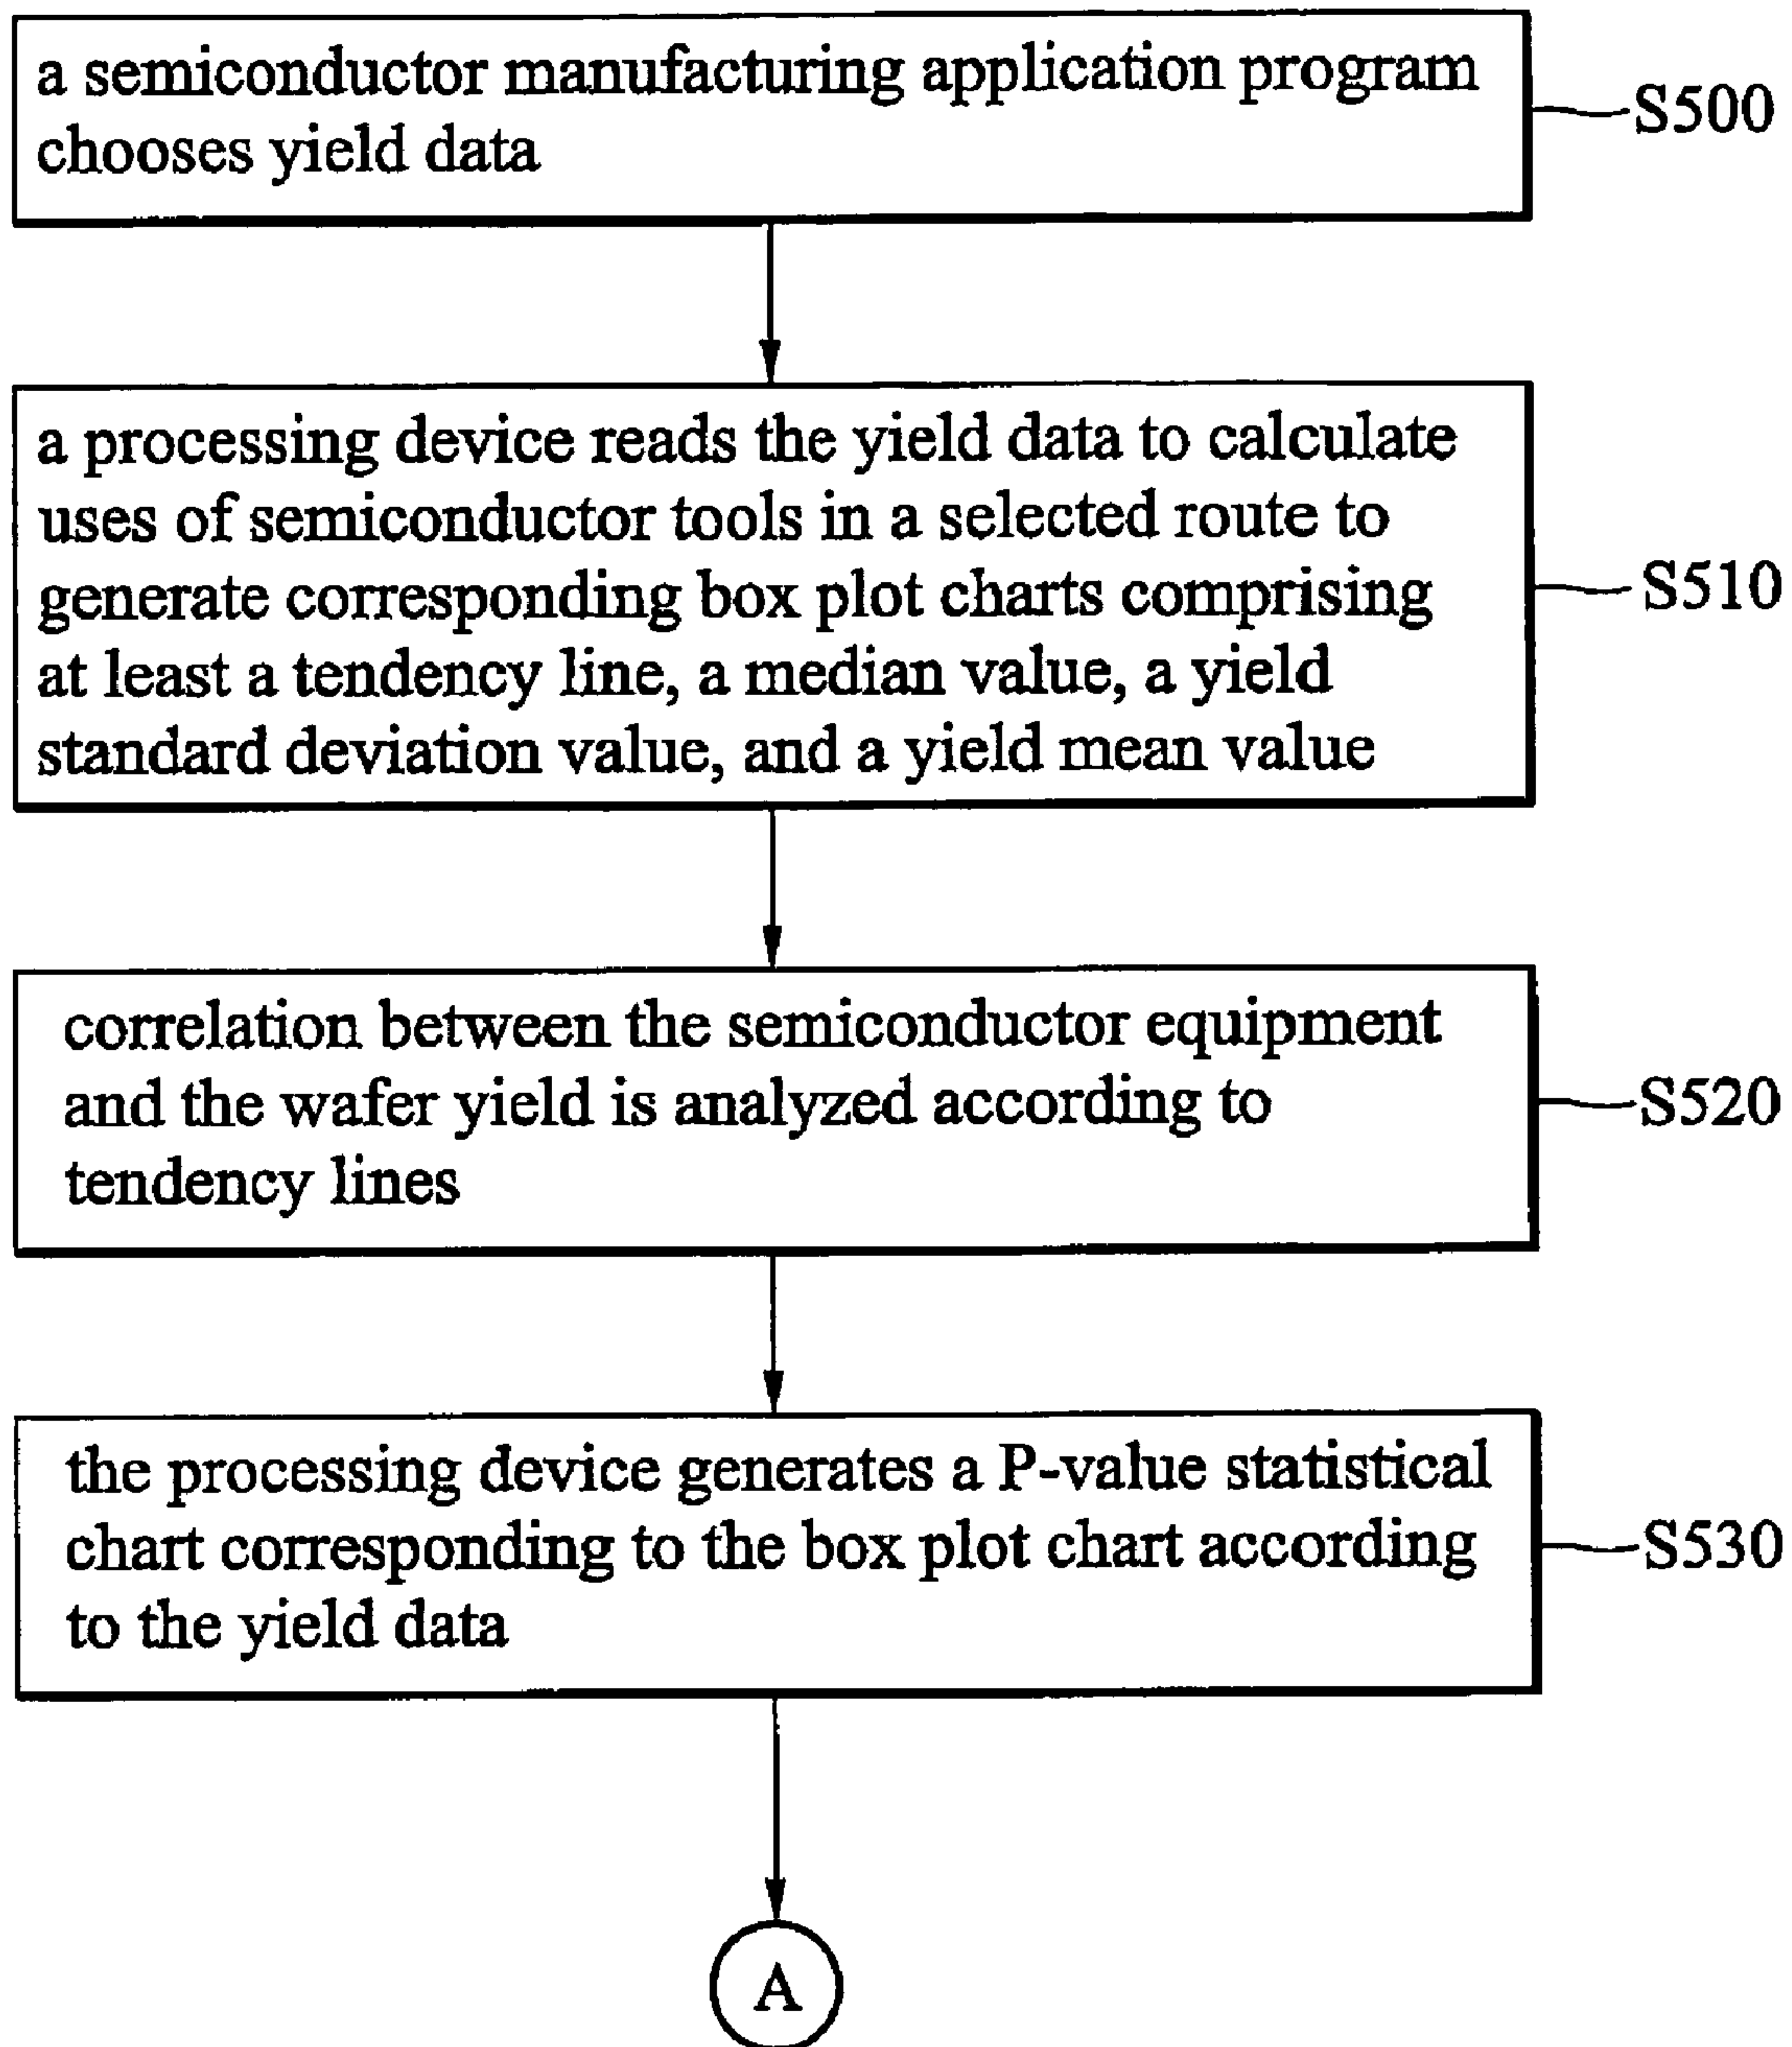 a semiconductor manufacturing application program
chooses yield data
S500
a processing device reads the yield data to calculate
uses of semiconductor tools in a selected route to
generate corresponding box plot charts comprising
at least a tendency line, a median value, a yield
standard deviation value, and a yield mean value
S510
correlation between the semiconductor equipment
and the wafer yield is analyzed according to
tendency lines
S520
the processing device generates a P-value statistical
chart corresponding to the box plot chart according
to the yield data
S530
A